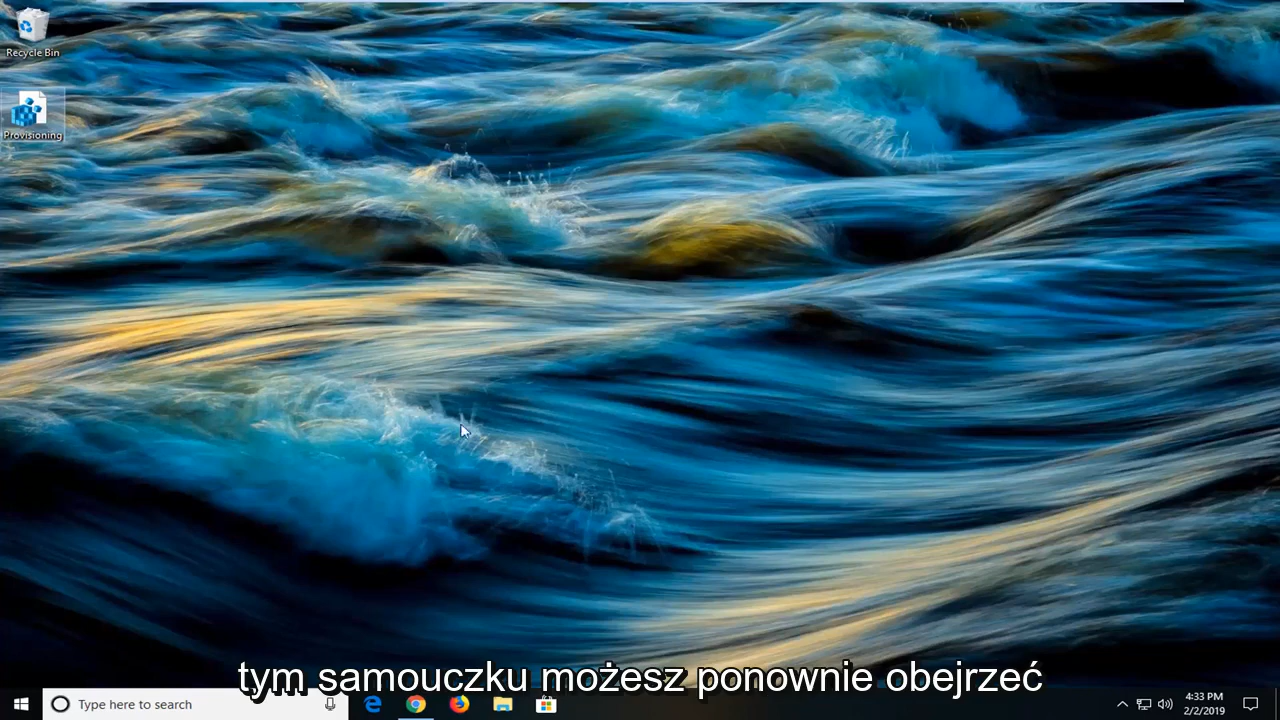 Recycle Bin
Provisioning
tym samouczku możesz ponownie obejrzeć
Type here to search
4:33 PM
2/2/2019